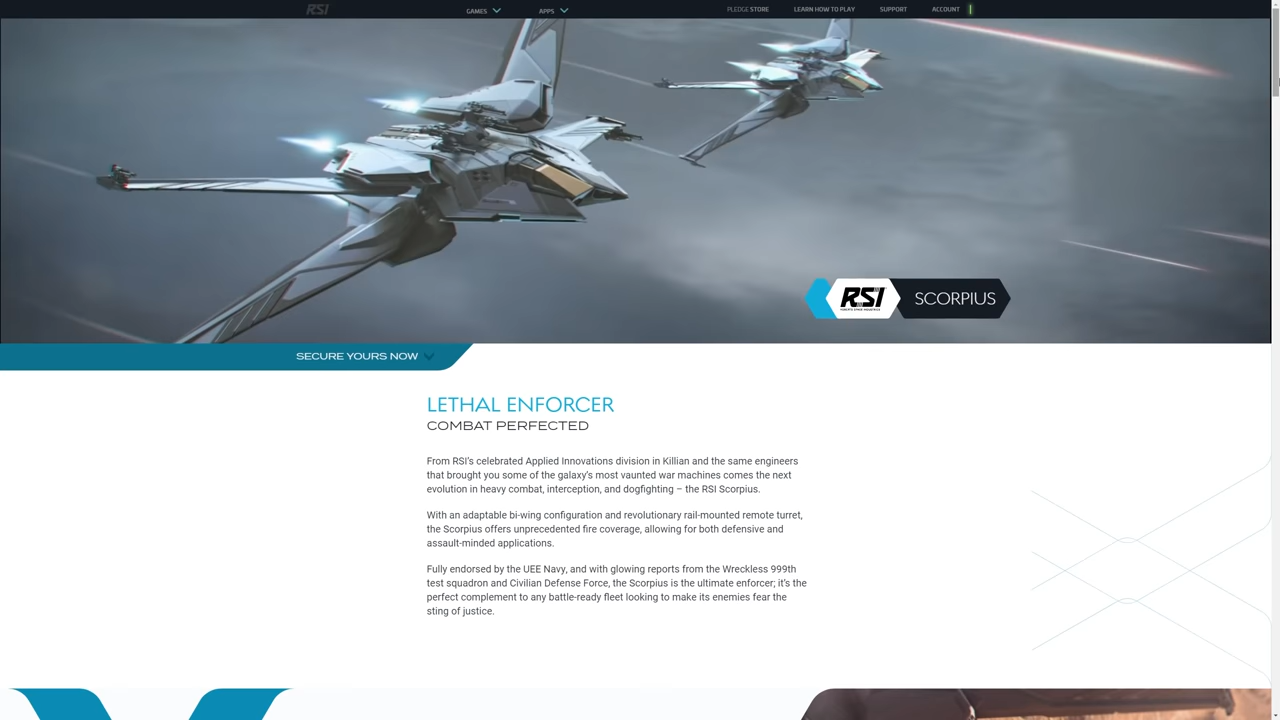 RSI
GAMES
APPS
PLEDGE STORE
LEARN HOW TO PLAY
SUPPORT
ACCOUNT
RSI
SCORPIUS
SECURE YOURS NOW
LETHAL ENFORCER
COMBAT PERFECTED
From RSI’s celebrated Applied Innovations division in Killian and the same engineers
that brought you some of the galaxy’s most vaunted war machines comes the next
evolution in heavy combat, interception, and dogfighting – the RSI Scorpius.
With an adaptable bi-wing configuration and revolutionary rail-mounted remote turret,
the Scorpius offers unprecedented fire coverage, allowing for both defensive and
assault-minded applications.
Fully endorsed by the UEE Navy, and with glowing reports from the Wreckless 999th
test squadron and Civilian Defense Force, the Scorpius is the ultimate enforcer; it’s the
perfect complement to any battle-ready fleet looking to make its enemies fear the
sting of justice.